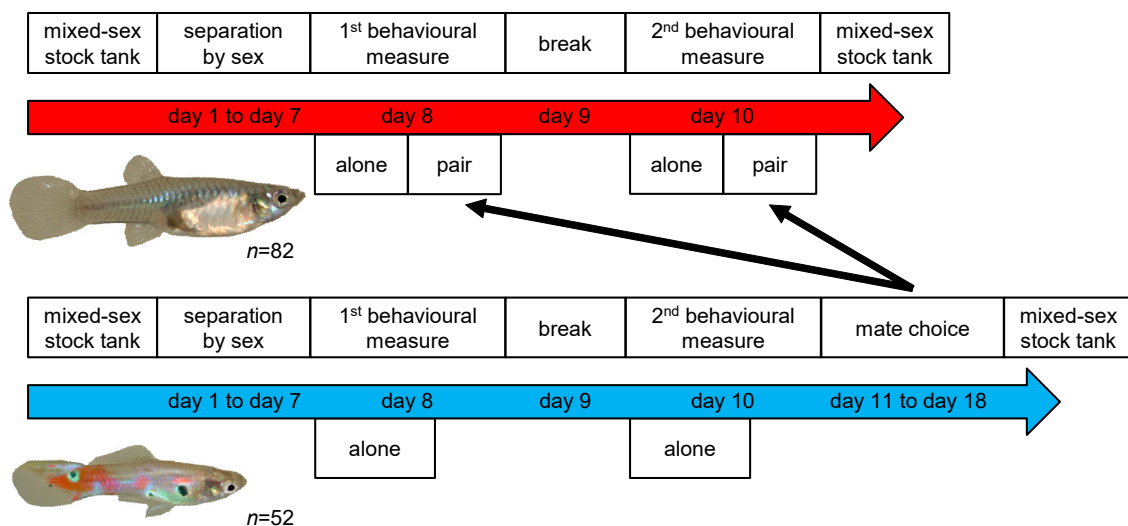 mixed-sex
stock tank
separation
by sex
1st behavioural
measure
break
2nd behavioural
measure
mixed-sex
stock tank
day 1 to day 7
day 8
day 9
day 10
alone
pair
alone
pair
n=82
mixed-sex
stock tank
separation
by sex
1st behavioural
measure
break
2nd behavioural
measure
mate choice
mixed-sex
stock tank
day 1 to day 7
day 8
day 9
day 10
day 11 to day 18
alone
alone
n=52